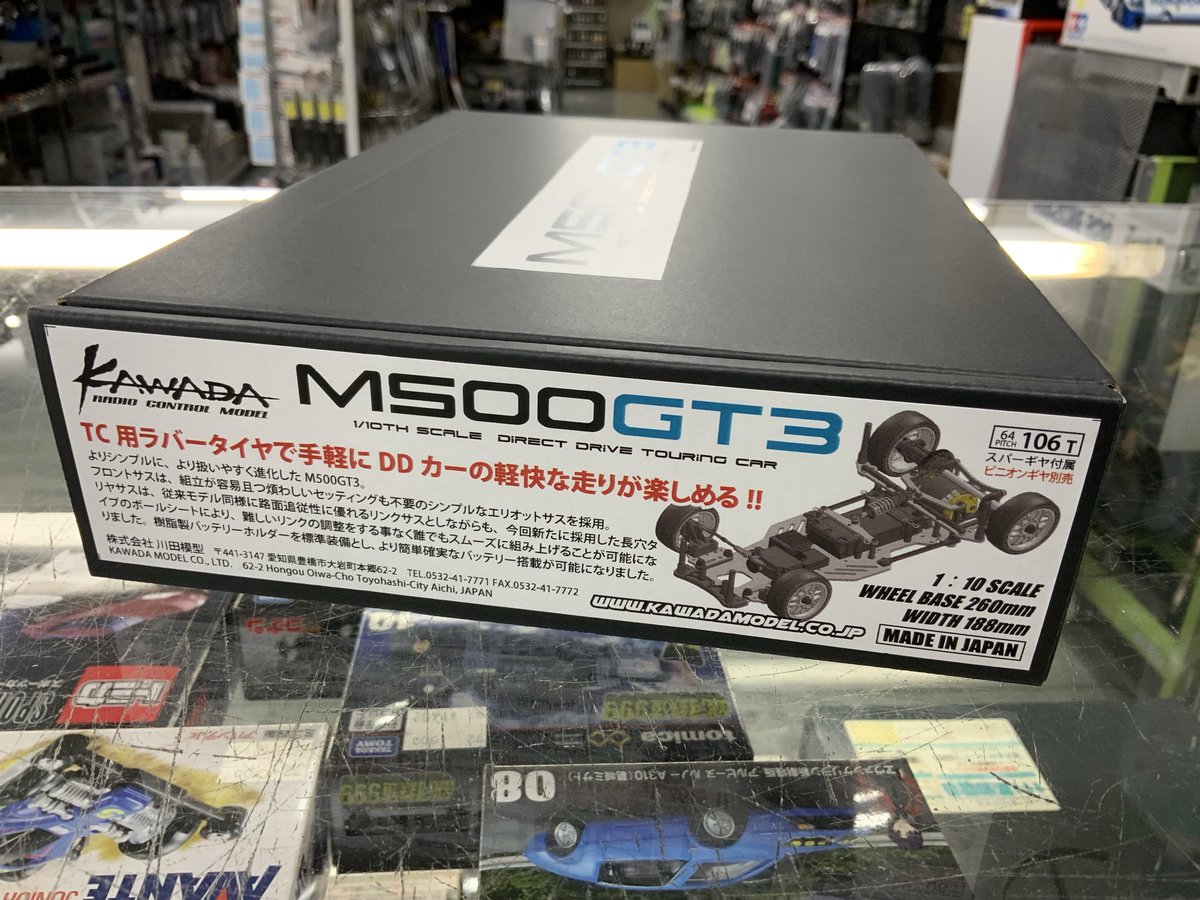 M500GT3
KAWADA
RADIO CONTROL MODEL
M500GT3
1/10TH SCALE DIRECT DRIVE TOURING CAR
TC用ラバータイヤで手軽にDDカーの軽快な走りが楽しめる!!
よりシンプルに、より扱いやすく進化したM500GT3。
フロントサスは、組立が容易且つ煩わしいセッティングも不要のシンプルなエリオットサスを採用。
リヤサスは、従来モデル同様に路面追従性に優れるリンクサスとしながらも、今回新たに採用した長穴タ
イプのボールシートにより、難しいリンクの調整をする事なく誰でもスムーズに組み上げることが可能にな
りました。樹脂製バッテリーホルダーを標準装備とし、より簡単確実なバッテリー搭載が可能になりました。
株式会社 川田模型 〒441-3147 愛知県豊橋市大岩町本郷62-2 TEL.0532-41-7771 FAX.0532-41-7772
KAWADA MODEL CO., LTD. 62-2 Hongou Oiwa-Cho Toyohashi-City Aichi, JAPAN
WWW.KAWADAMODEL.CO.JP
64 PITCH 106 T
スパーギヤ付属
ピニオンギヤ別売
1：10 SCALE
WHEEL BASE 260mm
WIDTH 188mm
MADE IN JAPAN
トミカ
TAKARA TOMY
tomica
08
AVANTE
JUNIOR